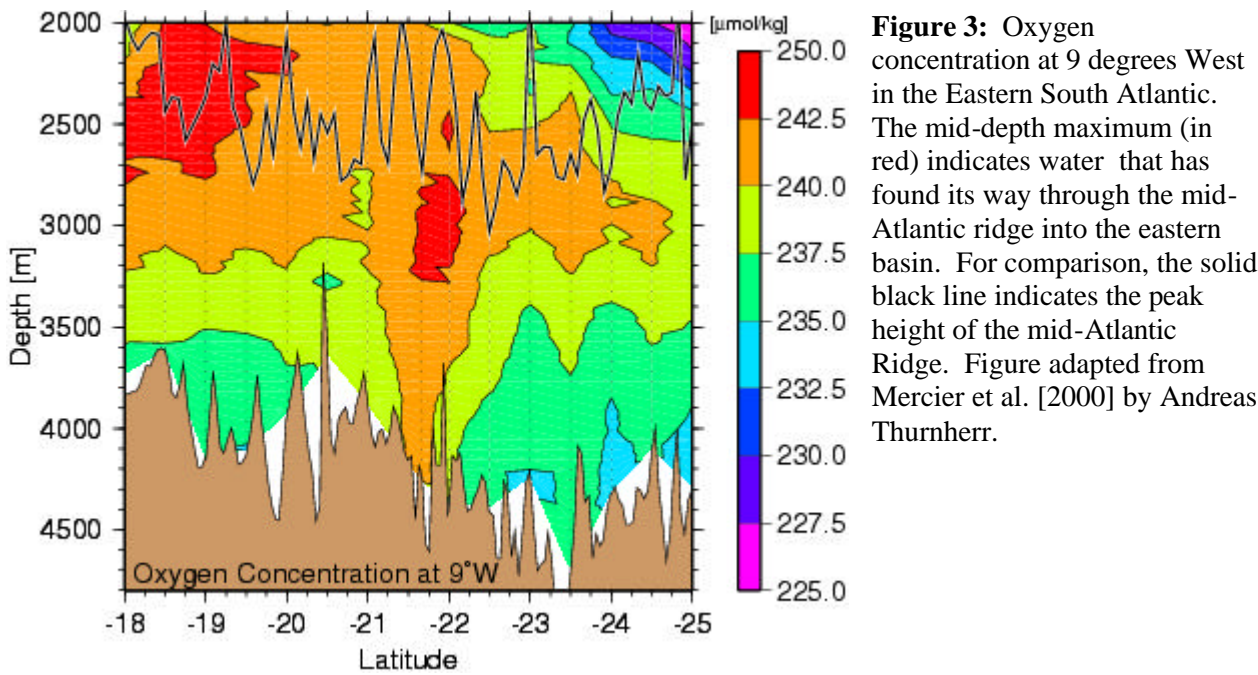 2000
2500
3000
3500
4000
4500
Depth [m]
Oxygen Concentration at 9°W
-18 -19 -20 -21 -22 -23 -24 -25
Latitude
[μmol/kg]
250.0
242.5
240.0
237.5
235.0
232.5
230.0
227.5
225.0
Figure 3: Oxygen
concentration at 9 degrees West
in the Eastern South Atlantic.
The mid-depth maximum (in
red) indicates water that has
found its way through the mid-
Atlantic ridge into the eastern
basin. For comparison, the solid
black line indicates the peak
height of the mid-Atlantic
Ridge. Figure adapted from
Mercier et al. [2000] by Andreas
Thurnherr.